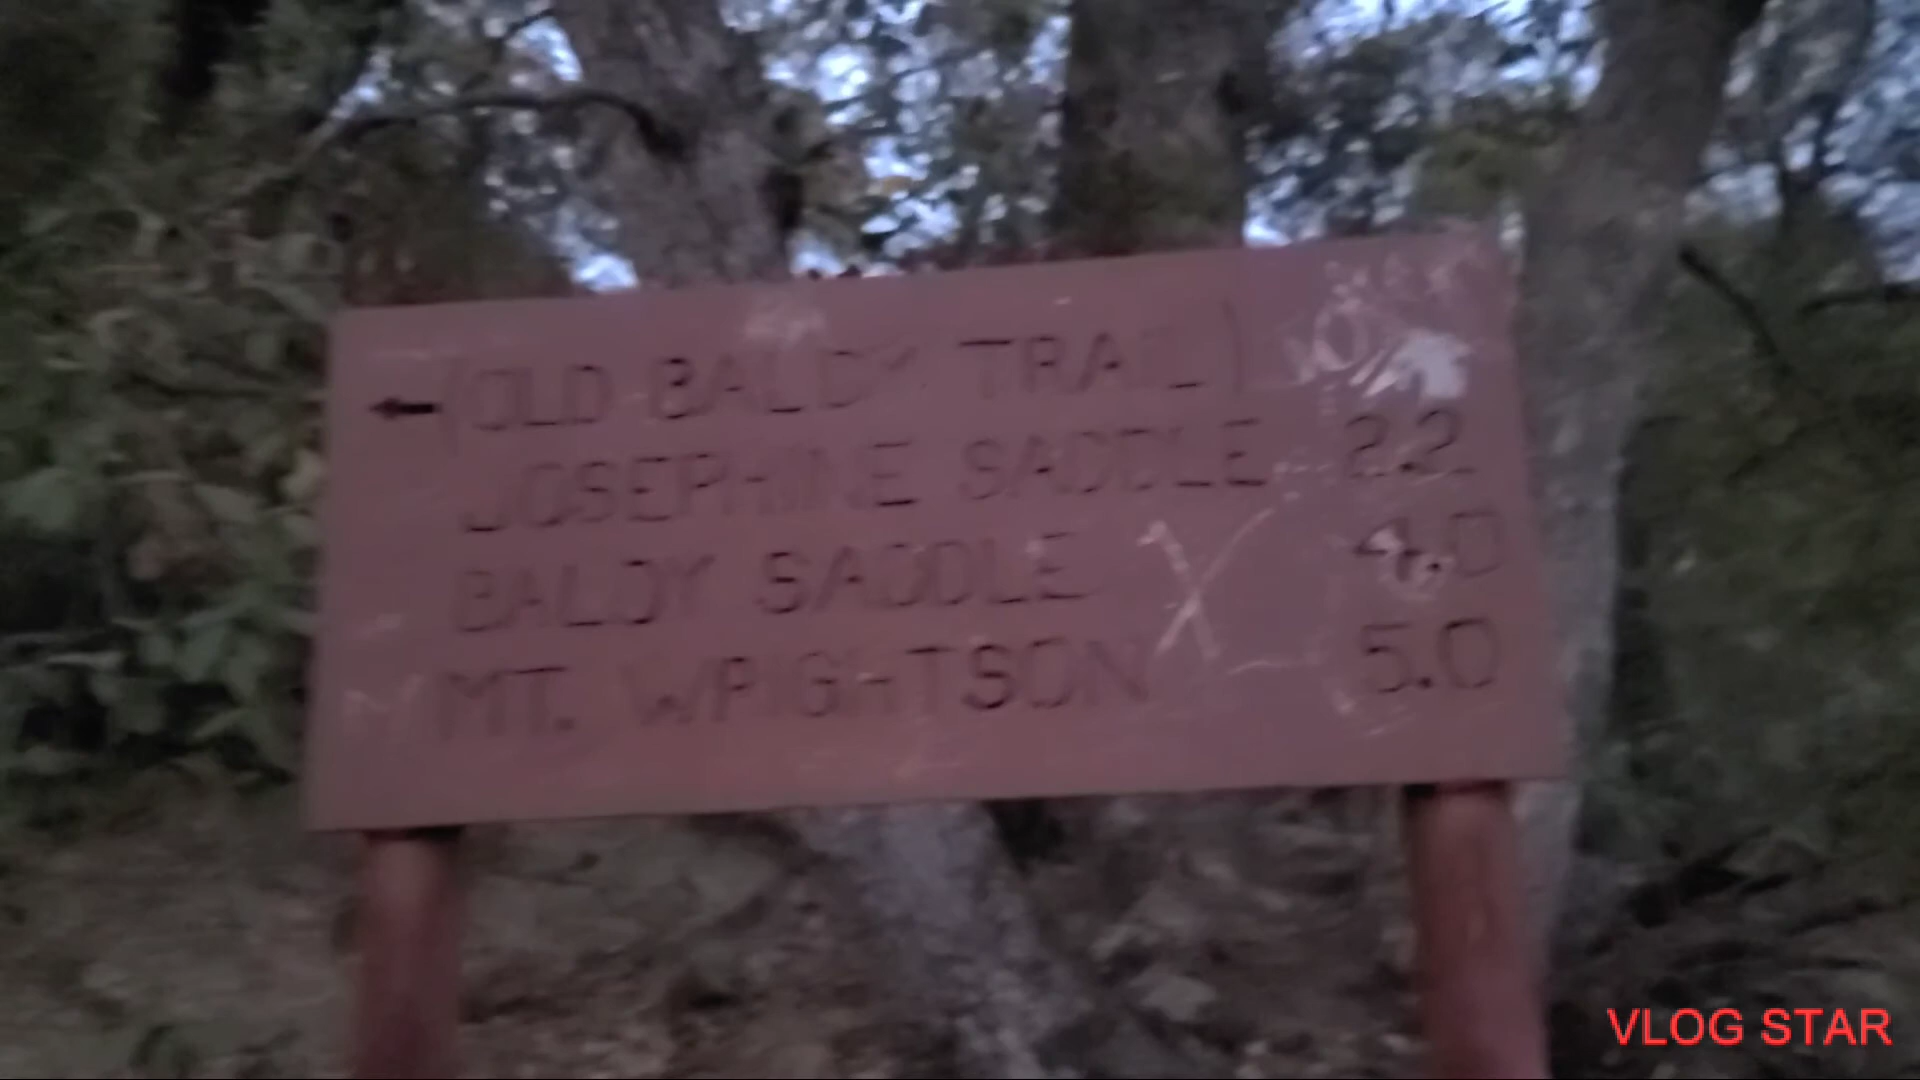 ← (OLD BALDY TRAIL)
JOSEPHINE SADDLE 2.2
BALDY SADDLE 4.0
MT. WRIGHTSON 5.0
VLOG STAR